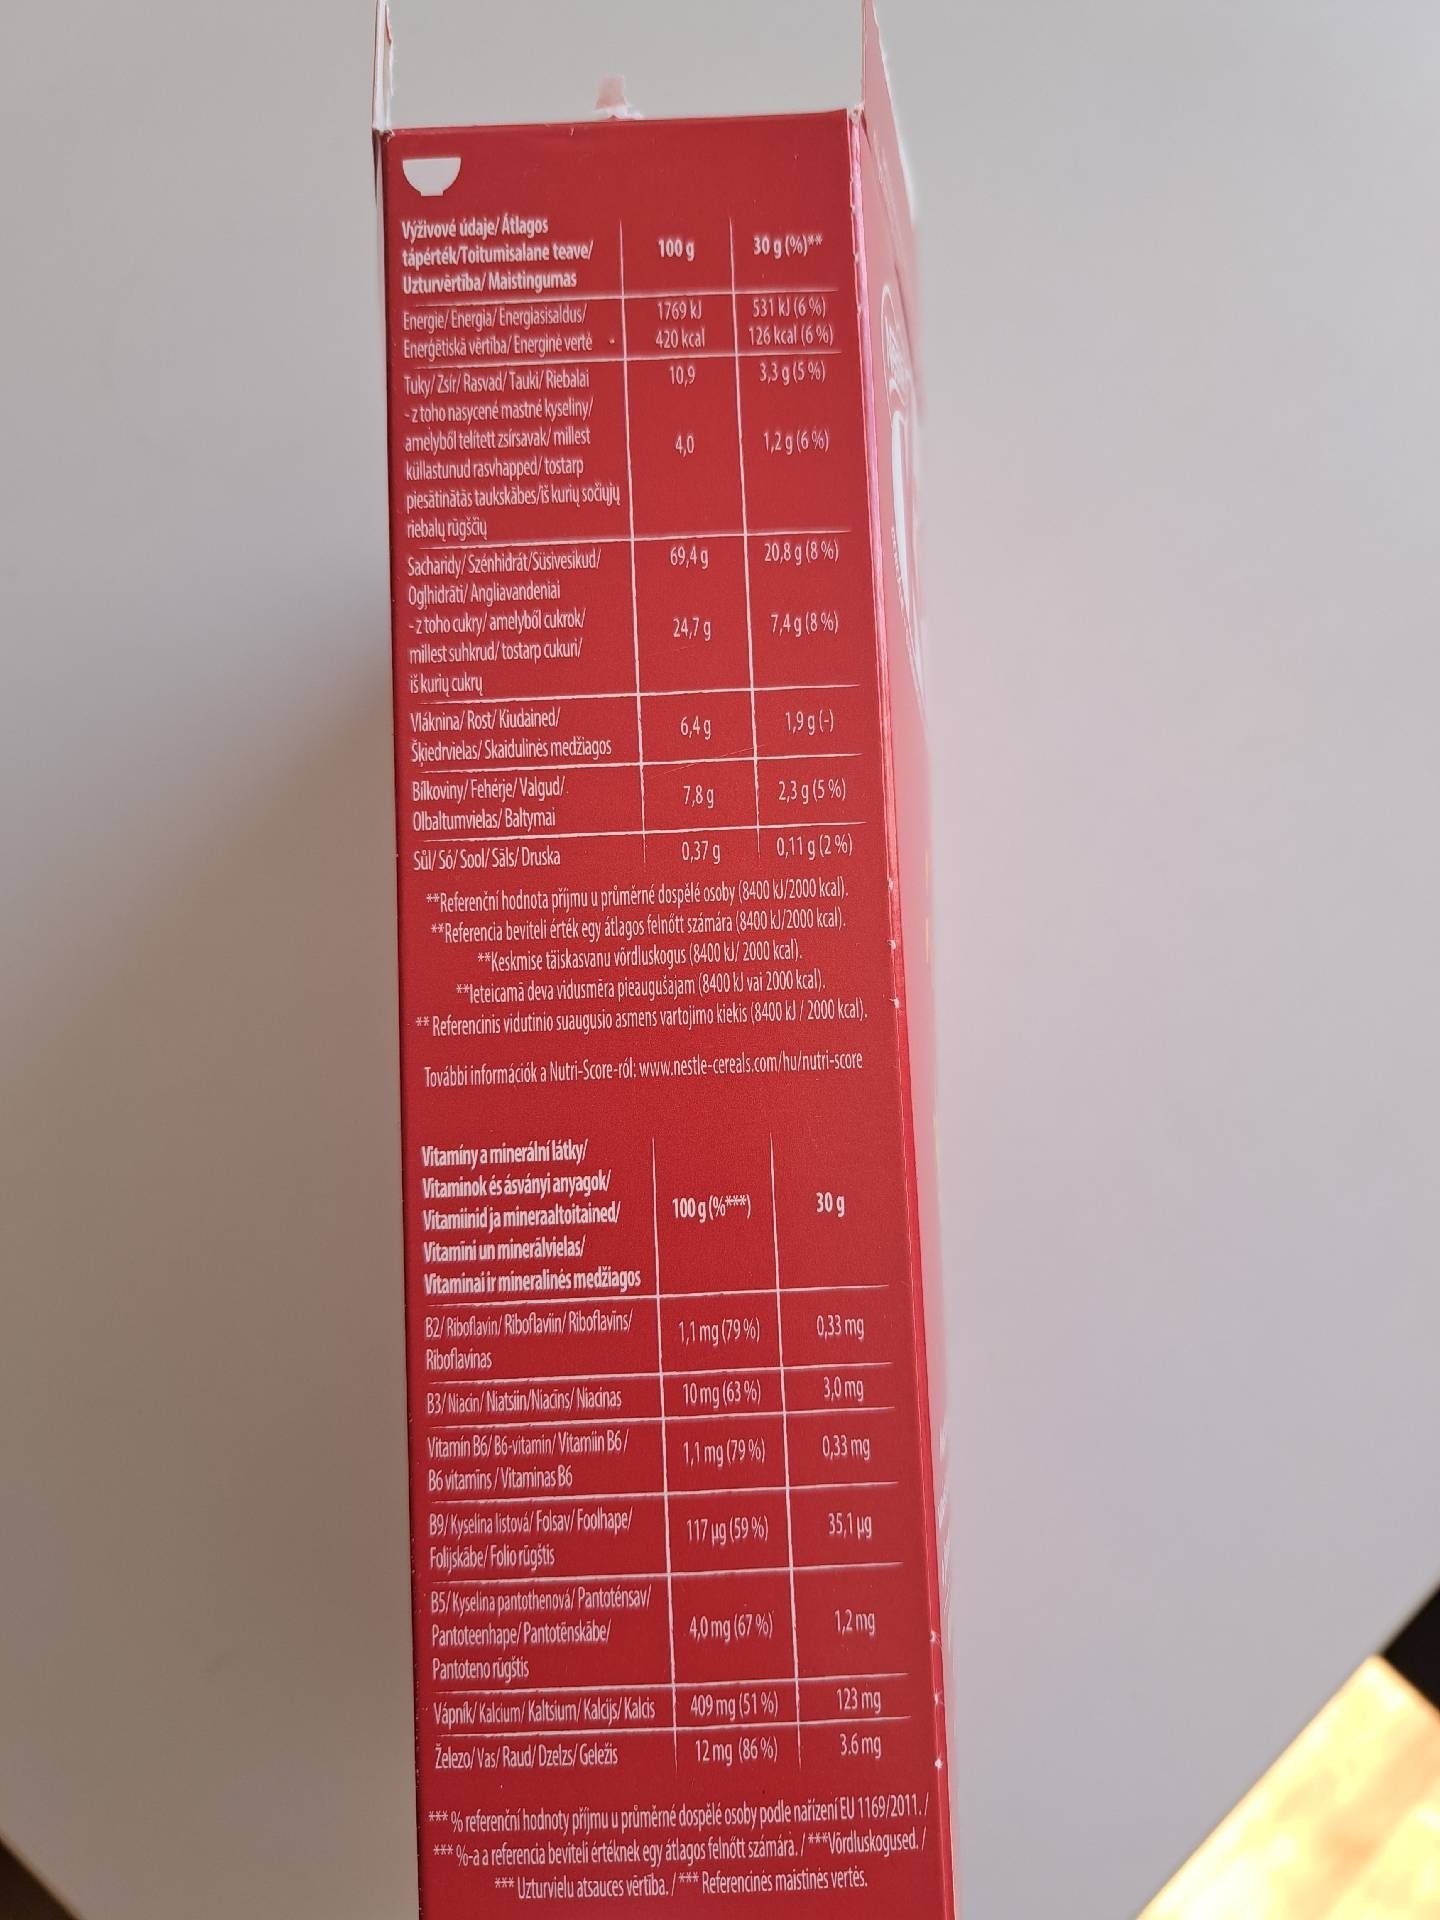 Výživové údaje/Átlagos
tápérték/Toitumisalane teave/
Uzturvērtība/Maistingumas
100 g
30 g (%)**
Energie/Energia/Energiasisaldus/
Enerģētiskā vērtība/Energinė vertė
1769 kJ
420 kcal
531 kJ (6 %)
126 kcal (6 %)
Tuky/Zsír/Rasvad/Tauki/Riebalai
10,9
3,3 g (5 %)
-z toho nasycené mastné kyseliny/
amelyből telített zsírsavak/millest
küllastunud rasvhapped/tostarp
piesātinātās taukskābes/iš kurių sočiųjų
riebalų rūgščių
4,0
1,2 g (6 %)
Sacharidy/Szénhidrát/Süsivesikud/
Ogļhidrāti/Angliavandeniai
69,4 g
20,8 g (8 %)
-z toho cukry/amelyből cukrok/
millest suhkrud/tostarp cukuri/
iš kurių cukrų
24,7 g
7,4 g (8 %)
Vláknina/Rost/Kiudained/
Šķiedrvielas/Skaidulinės medžiagos
6,4 g
1,9 g (-)
Bílkoviny/Fehérje/Valgud/
Olbaltumvielas/Baltymai
7,8 g
2,3 g (5 %)
Sůl/Só/Sool/Sāls/Druska
0,37 g
0,11 g (2 %)
**Referenční hodnota příjmu u průměrné dospělé osoby (8400 kJ/2000 kcal).
**Referencia beviteli érték egy átlagos felnőtt számára (8400 kJ/2000 kcal).
**Keskmise täiskasvanu võrdluskogus (8400 kJ/ 2000 kcal).
**Ieteicamā deva vidusmēra pieaugušajam (8400 kJ vai 2000 kcal).
** Referencinis vidutinio suaugusio asmens vartojimo kiekis (8400 kJ / 2000 kcal).
További információk a Nutri-Score-ról: www.nestle-cereals.com/hu/nutri-score
Vitamíny a minerální látky/
Vitaminok és ásványi anyagok/
Vitamiinid ja mineraaltoitained/
Vitamīni un minerālvielas/
Vitaminai ir mineralinės medžiagos
100 g (%***)
30 g
B2/Riboflavin/Riboflaviin/Riboflavīns/
Riboflavinas
1,1 mg (79 %)
0,33 mg
B3/Niacin/Niatsiin/Niacīns/Niacinas
10 mg (63 %)
3,0 mg
Vitamin B6/B6-vitamin/Vitamiin B6/
B6 vitamīns/Vitaminas B6
1,1 mg (79 %)
0,33 mg
B9/Kyselina listová/Folsav/Foolhape/
Folijskābe/Folio rūgštis
117 µg (59 %)
35,1 µg
B5/Kyselina pantothenová/Pantoténsav/
Pantoteenhape/Pantotēnskābe/
Pantoteno rūgštis
4,0 mg (67 %)
1,2 mg
Vápník/Kalcium/Kaltsium/Kalcijs/Kalcis
409 mg (51 %)
123 mg
Železo/Vas/Raud/Dzelzs/Geležis
12 mg (86 %)
3.6 mg
*** % referenční hodnoty příjmu u průměrné dospělé osoby podle nařízení EU 1169/2011. /
*** %-a a referencia beviteli értéknek egy átlagos felnőtt számára. / ***Võrdluskogused. /
*** Uzturvielu atsauces vērtība. / *** Referencinės maistinės vertės.